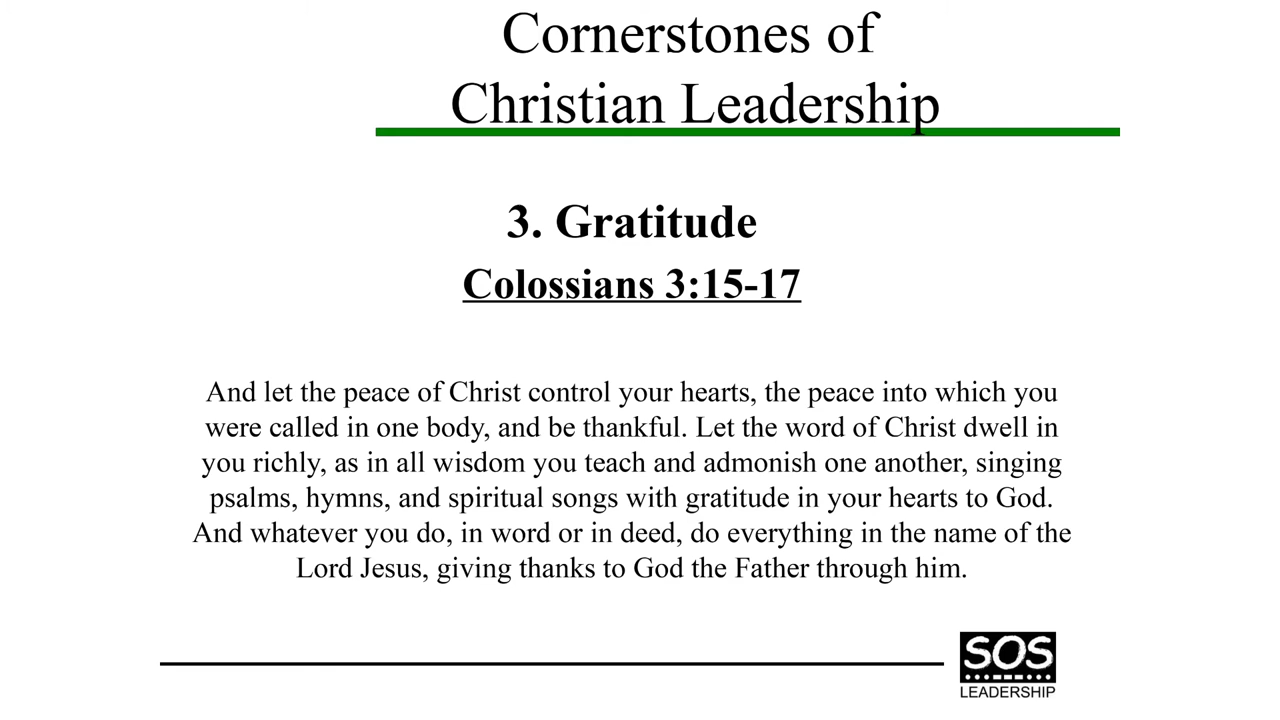 Cornerstones of
Christian Leadership
3. Gratitude
Colossians 3:15-17
And let the peace of Christ control your hearts, the peace into which you
were called in one body, and be thankful. Let the word of Christ dwell in
you richly, as in all wisdom you teach and admonish one another, singing
psalms, hymns, and spiritual songs with gratitude in your hearts to God.
And whatever you do, in word or in deed, do everything in the name of the
Lord Jesus, giving thanks to God the Father through him.
SOS
LEADERSHIP